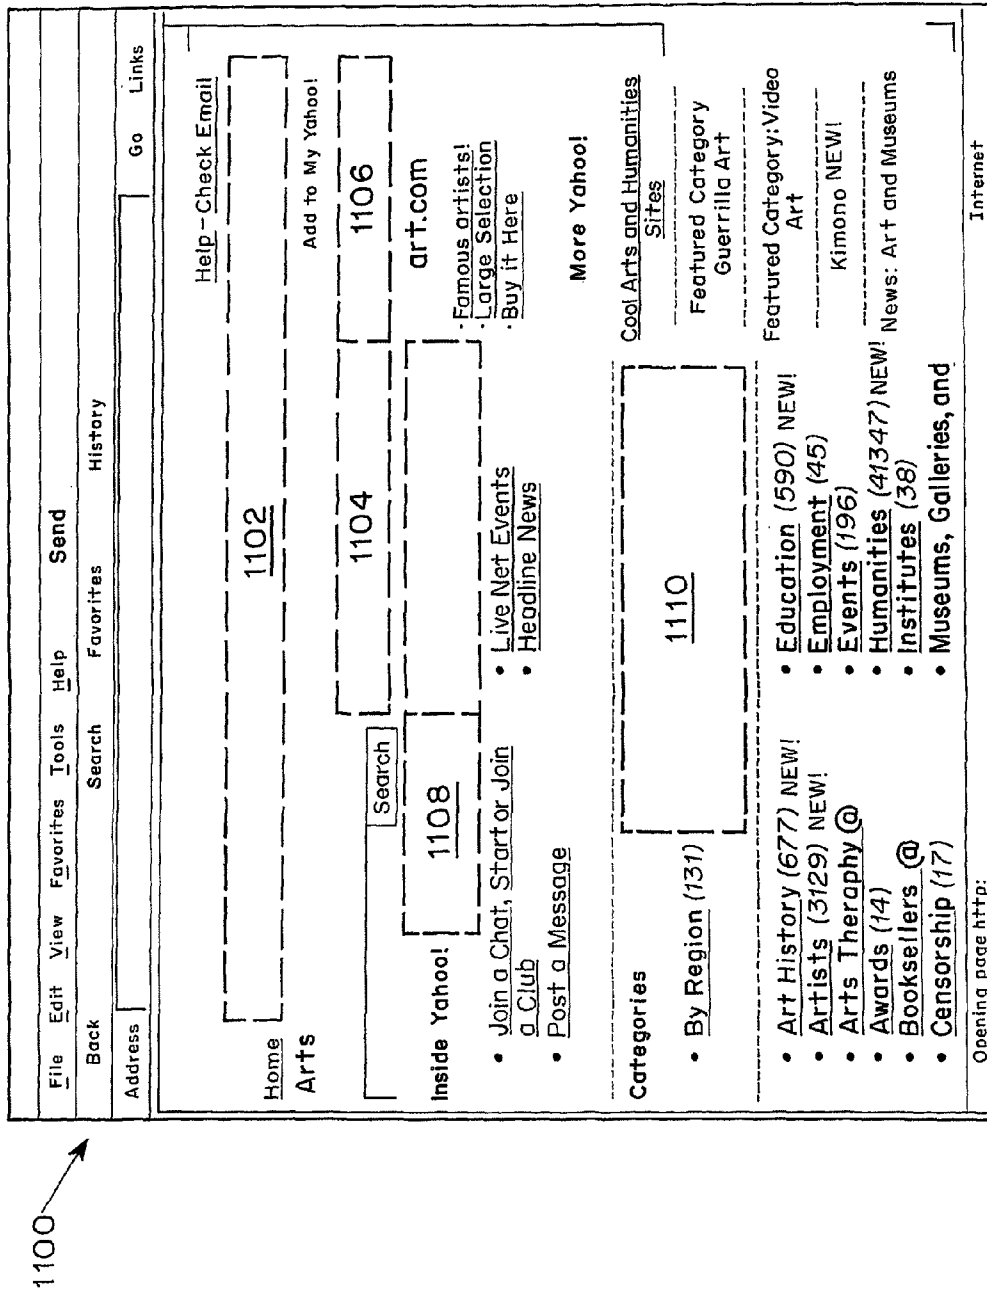 1100
File Edit View Favorites Tools Help Send
Back Search Favorites History
Address Go Links
Help-Check Email
Home 1102
Arts Add to My Yahoo!
Search 1104 1106
Inside Yahoo! 1108 art.com
• Join a Chat, Start or Join a Club
• Post a Message
• Live Net Events
• Headline News
· Famous artists!
· Large Selection
· Buy it Here
More Yahoo!
Categories
• By Region (131) 1110
Cool Arts and Humanities
Sites
Featured Category
Guerrilla Art
Featured Category: Video
Art
Kimono NEW!
News: Art and Museums
• Art History (677) NEW!
• Artists (3129) NEW!
• Arts Theraphy @
• Awards (14)
• Booksellers @
• Censorship (17)
• Education (590) NEW!
• Employment (45)
• Events (196)
• Humanities (41347) NEW!
• Institutes (38)
• Museums, Galleries, and
Opening page http: Internet